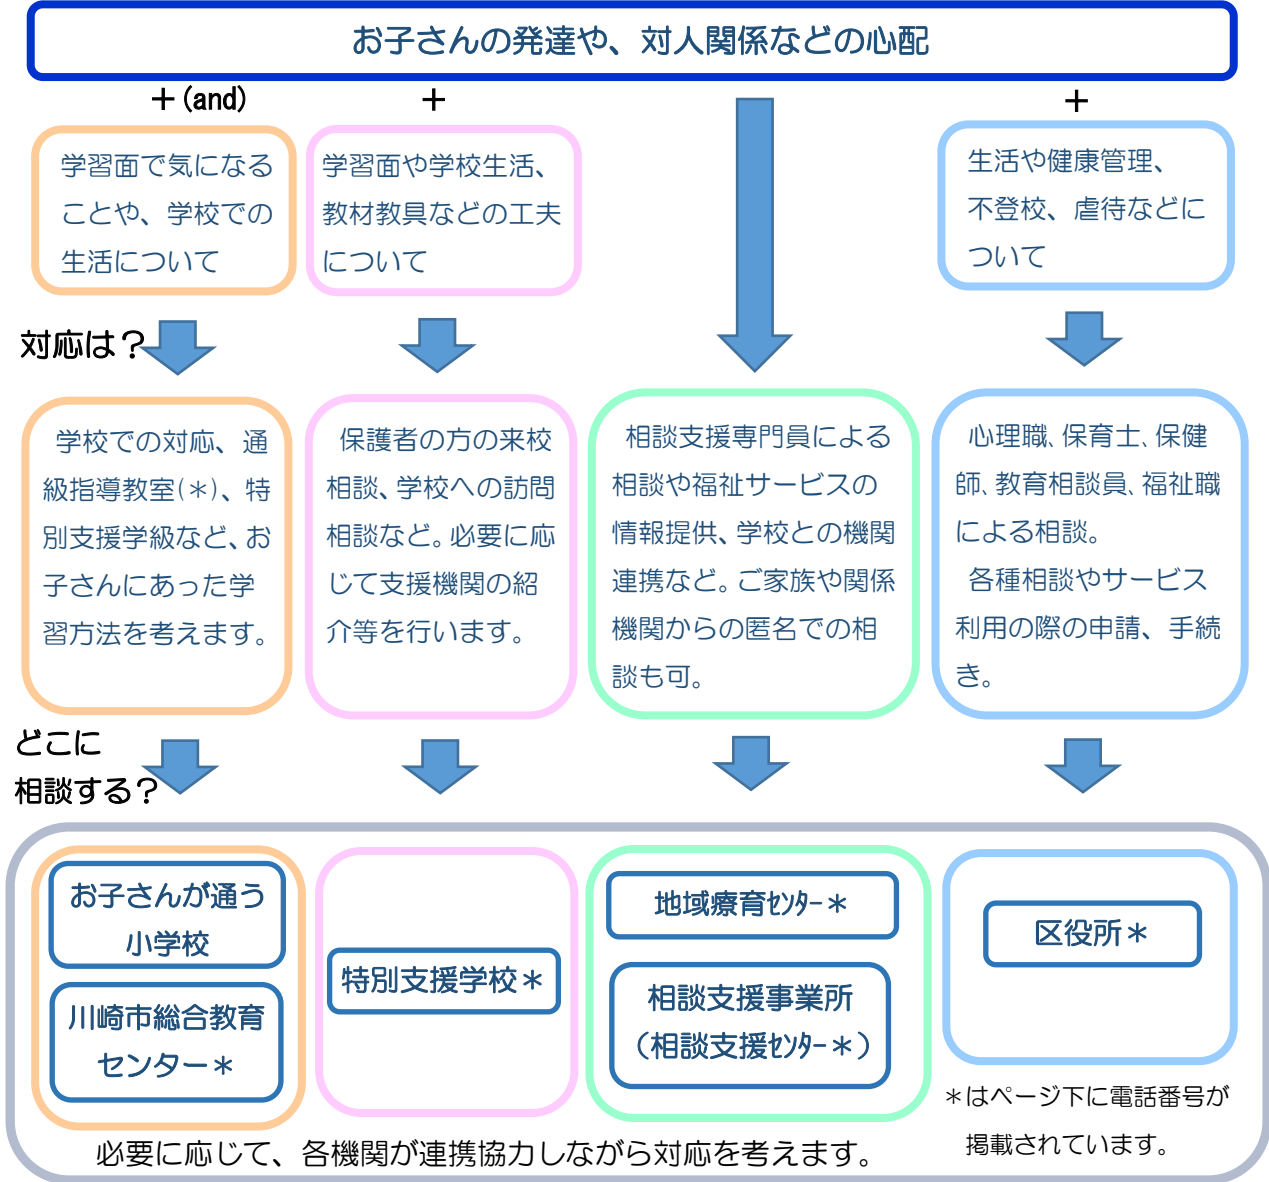 お子さんの発達や、対人関係などの心配
＋(and)
＋
＋
学習面で気になる
ことや、学校での
生活について
学習面や学校生活、
教材教具などの工夫
について
生活や健康管理、
不登校、虐待などに
ついて
対応は？
学校での対応、通
級指導教室(＊)、特
別支援学級など、お
子さんにあった学
習方法を考えます。
保護者の方の来校
相談、学校への訪問
相談など。必要に応
じて支援機関の紹
介等を行います。
相談支援専門員による
相談や福祉サービスの
情報提供、学校との機関
連携など。ご家族や関係
機関からの匿名での相
談も可。
心理職、保育士、保健
師、教育相談員、福祉職
による相談。
各種相談やサービス
利用の際の申請、手続
き。
どこに
相談する？
お子さんが通う
小学校
川崎市総合教育
センター＊
特別支援学校＊
地域療育ｾﾝﾀｰ＊
相談支援事業所
（相談支援ｾﾝﾀｰ＊）
区役所＊
＊はページ下に電話番号が
掲載されています。
必要に応じて、各機関が連携協力しながら対応を考えます。